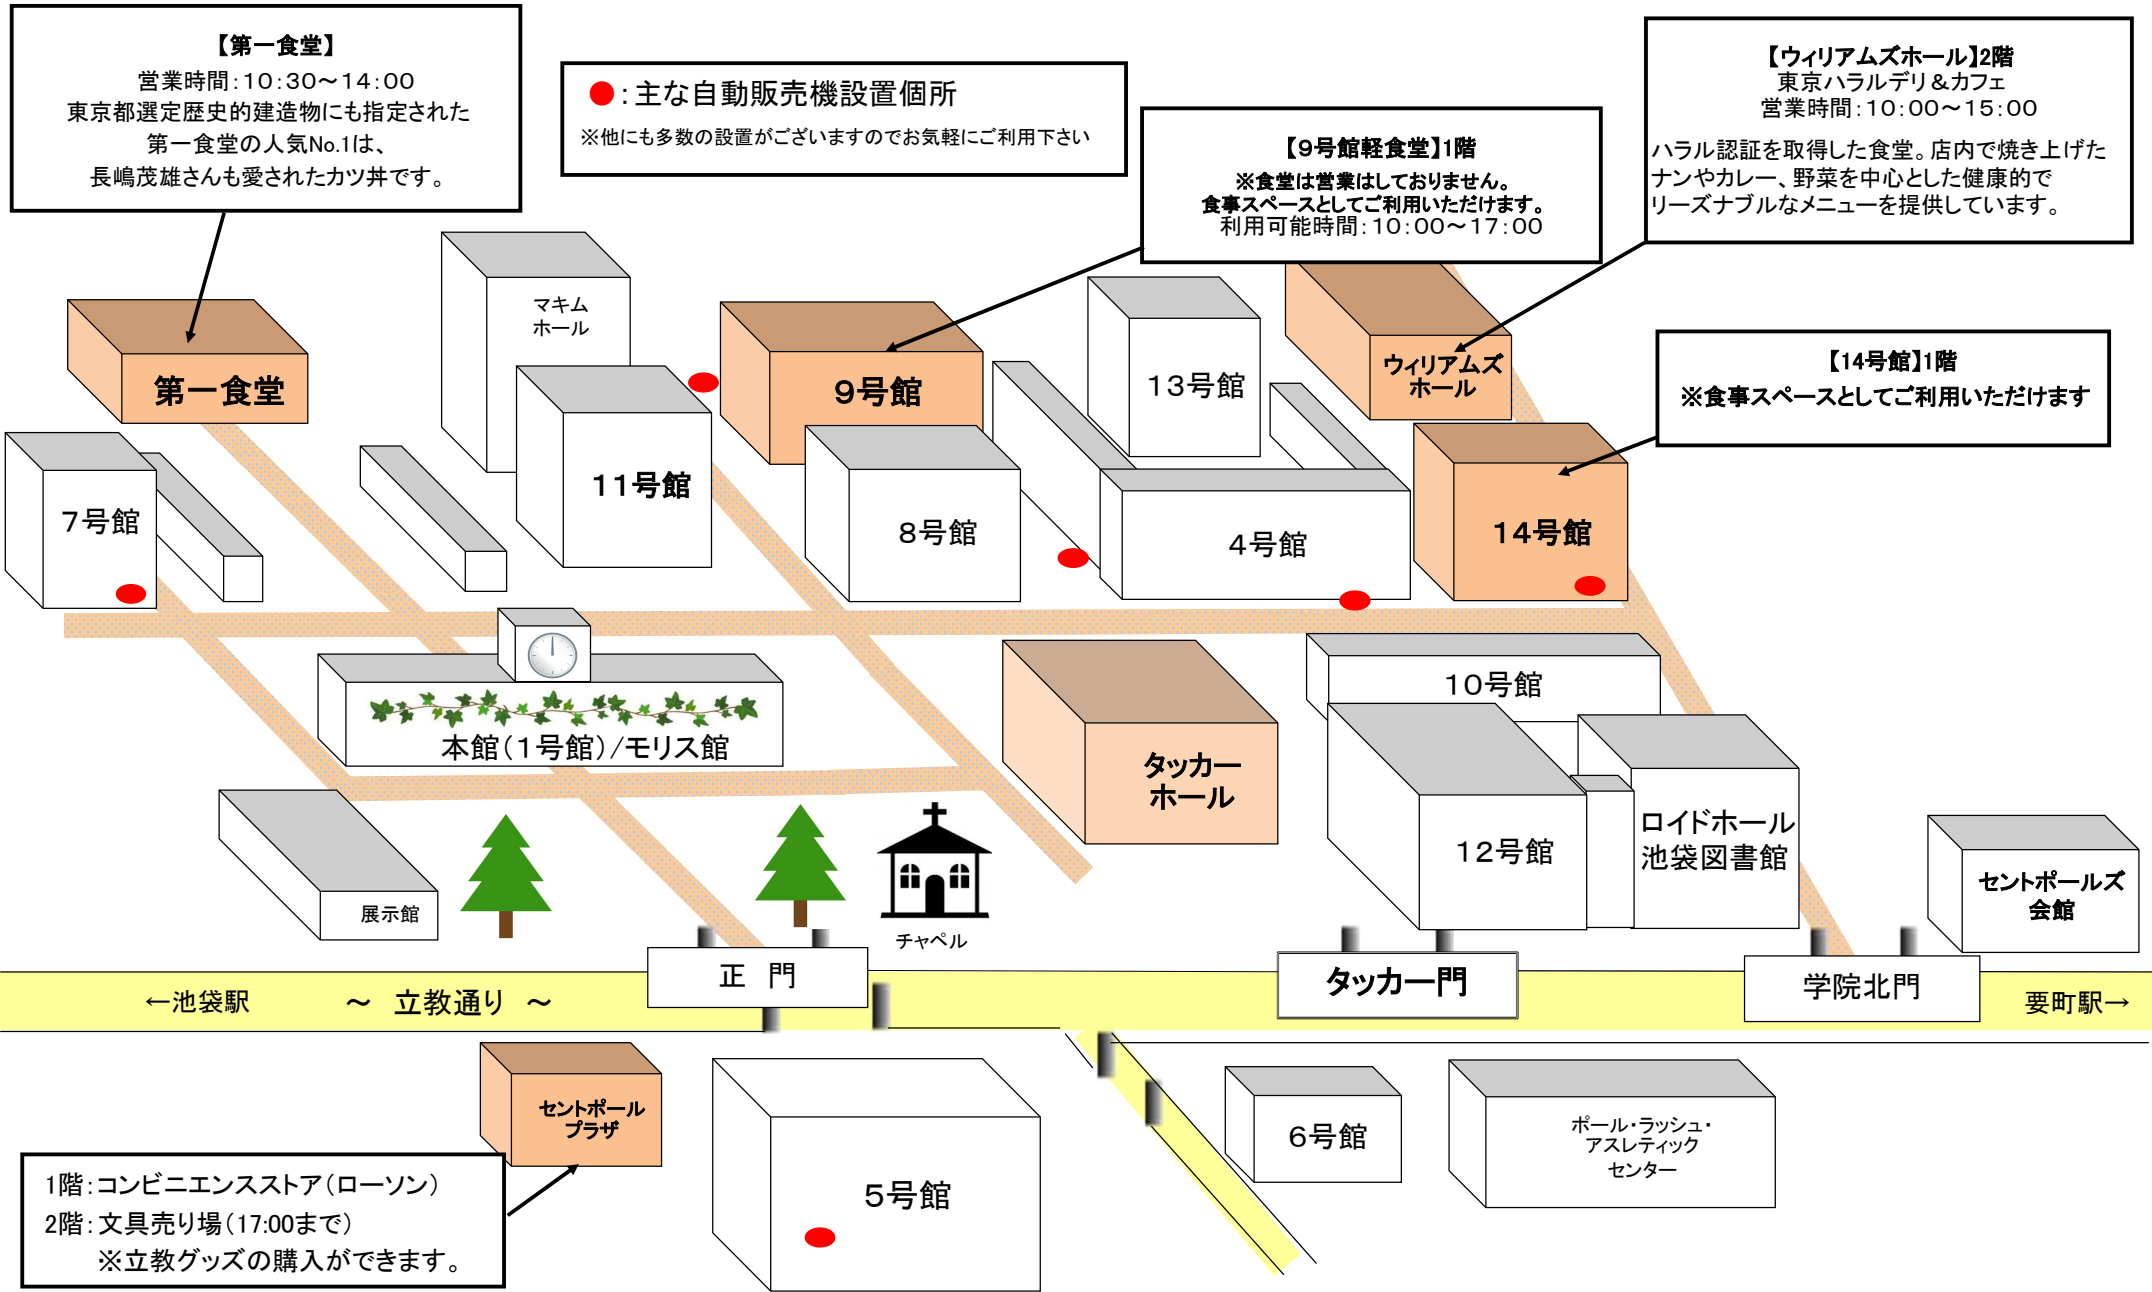 【第一食堂】
営業時間：10:30～14:00
東京都選定歴史的建造物にも指定された
第一食堂の人気No.1は、
長嶋茂雄さんも愛されたカツ丼です。
：主な自動販売機設置個所
※他にも多数の設置がございますのでお気軽にご利用下さい
【9号館軽食堂】1階
※食堂は営業はしておりません。
食事スペースとしてご利用いただけます。
利用可能時間：10:00～17:00
【ウィリアムズホール】2階
東京ハラルデリ＆カフェ
営業時間：10:00～15:00
ハラル認証を取得した食堂。店内で焼き上げた
ナンやカレー、野菜を中心とした健康的で
リーズナブルなメニューを提供しています。
【14号館】1階
※食事スペースとしてご利用いただけます
マキム
ホール
第一食堂
9号館
13号館
ウィリアムズ
ホール
7号館
11号館
8号館
4号館
14号館
本館（1号館）/モリス館
10号館
タッカー
ホール
12号館
ロイドホール
池袋図書館
セントポールズ
会館
展示館
チャペル
正　門
タッカー門
学院北門
←池袋駅
～ 立教通り ～
要町駅→
セントポール
プラザ
5号館
6号館
ポール・ラッシュ・
アスレティック
センター
1階：コンビニエンスストア（ローソン）
2階：文具売り場（17:00まで）
※立教グッズの購入ができます。